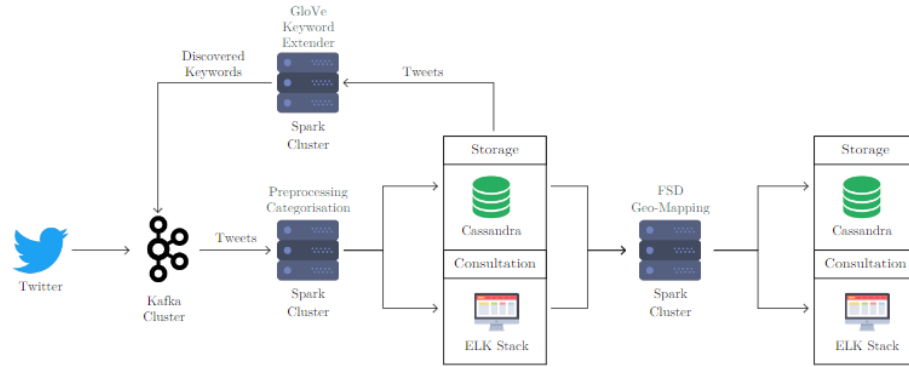 GloVe
Keyword
Extender
Discovered
Keywords
Tweets
Spark
Cluster
Storage
Cassandra
Consultation
ELK Stack
Preprocessing
Categorisation
Tweets
Spark
Cluster
Twitter
Kafka
Cluster
FSD
Geo-Mapping
Spark
Cluster
Storage
Cassandra
Consultation
ELK Stack